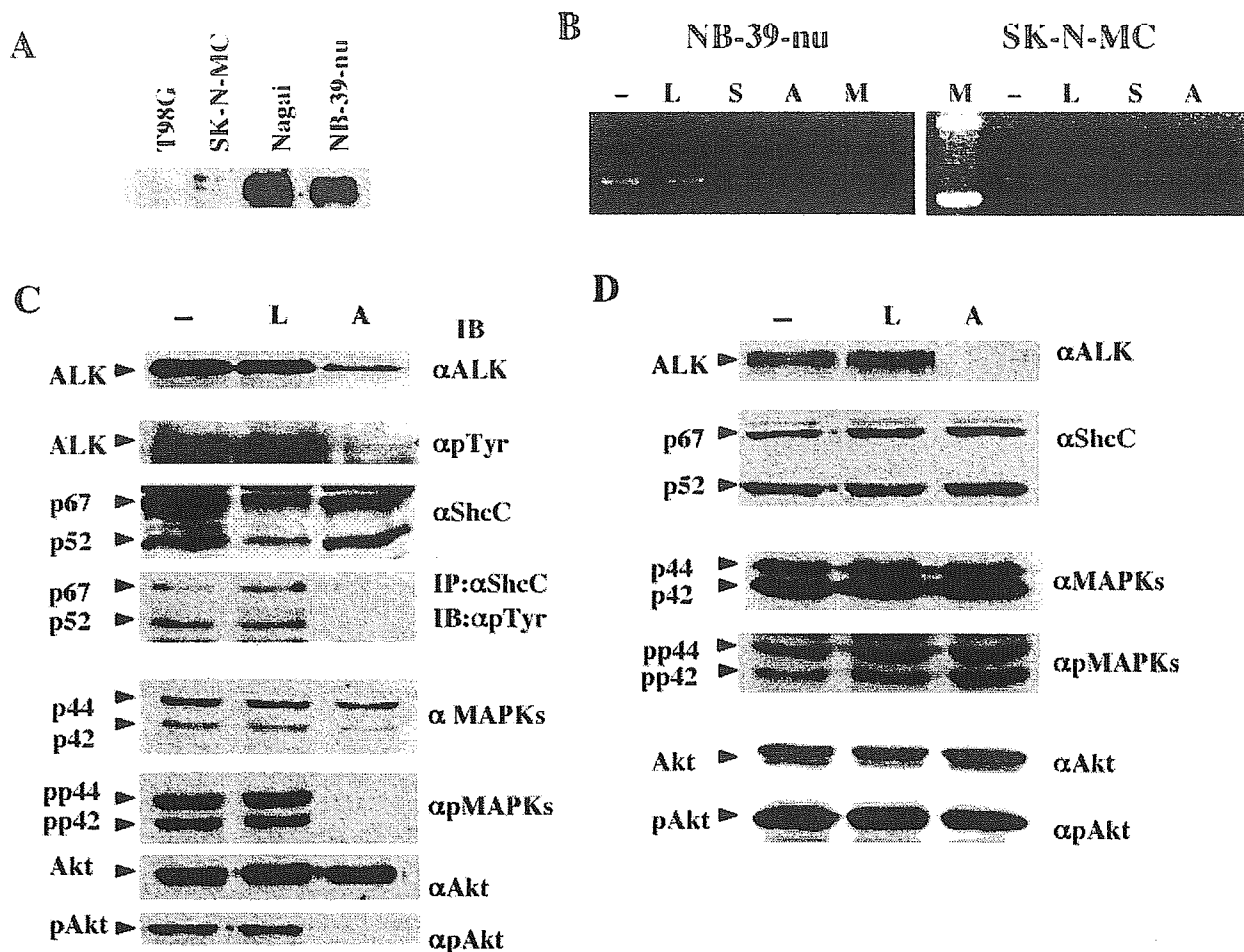 A
T98G
SK-N-MC
Nagai
NB-39-nu
B
NB-39-nu
SK-N-MC
– L S A M
M – L S A
C
– L A
IB
ALK αALK
ALK αpTyr
p67
αShcC
p52
p67 IP:αShcC
p52 IB:αpTyr
p44
α MAPKs
p42
pp44
αpMAPKs
pp42
Akt
αAkt
pAkt
αpAkt
D
– L A
ALK αALK
p67 αShcC
p52
p44
αMAPKs
p42
pp44
αpMAPKs
pp42
Akt αAkt
pAkt αpAkt